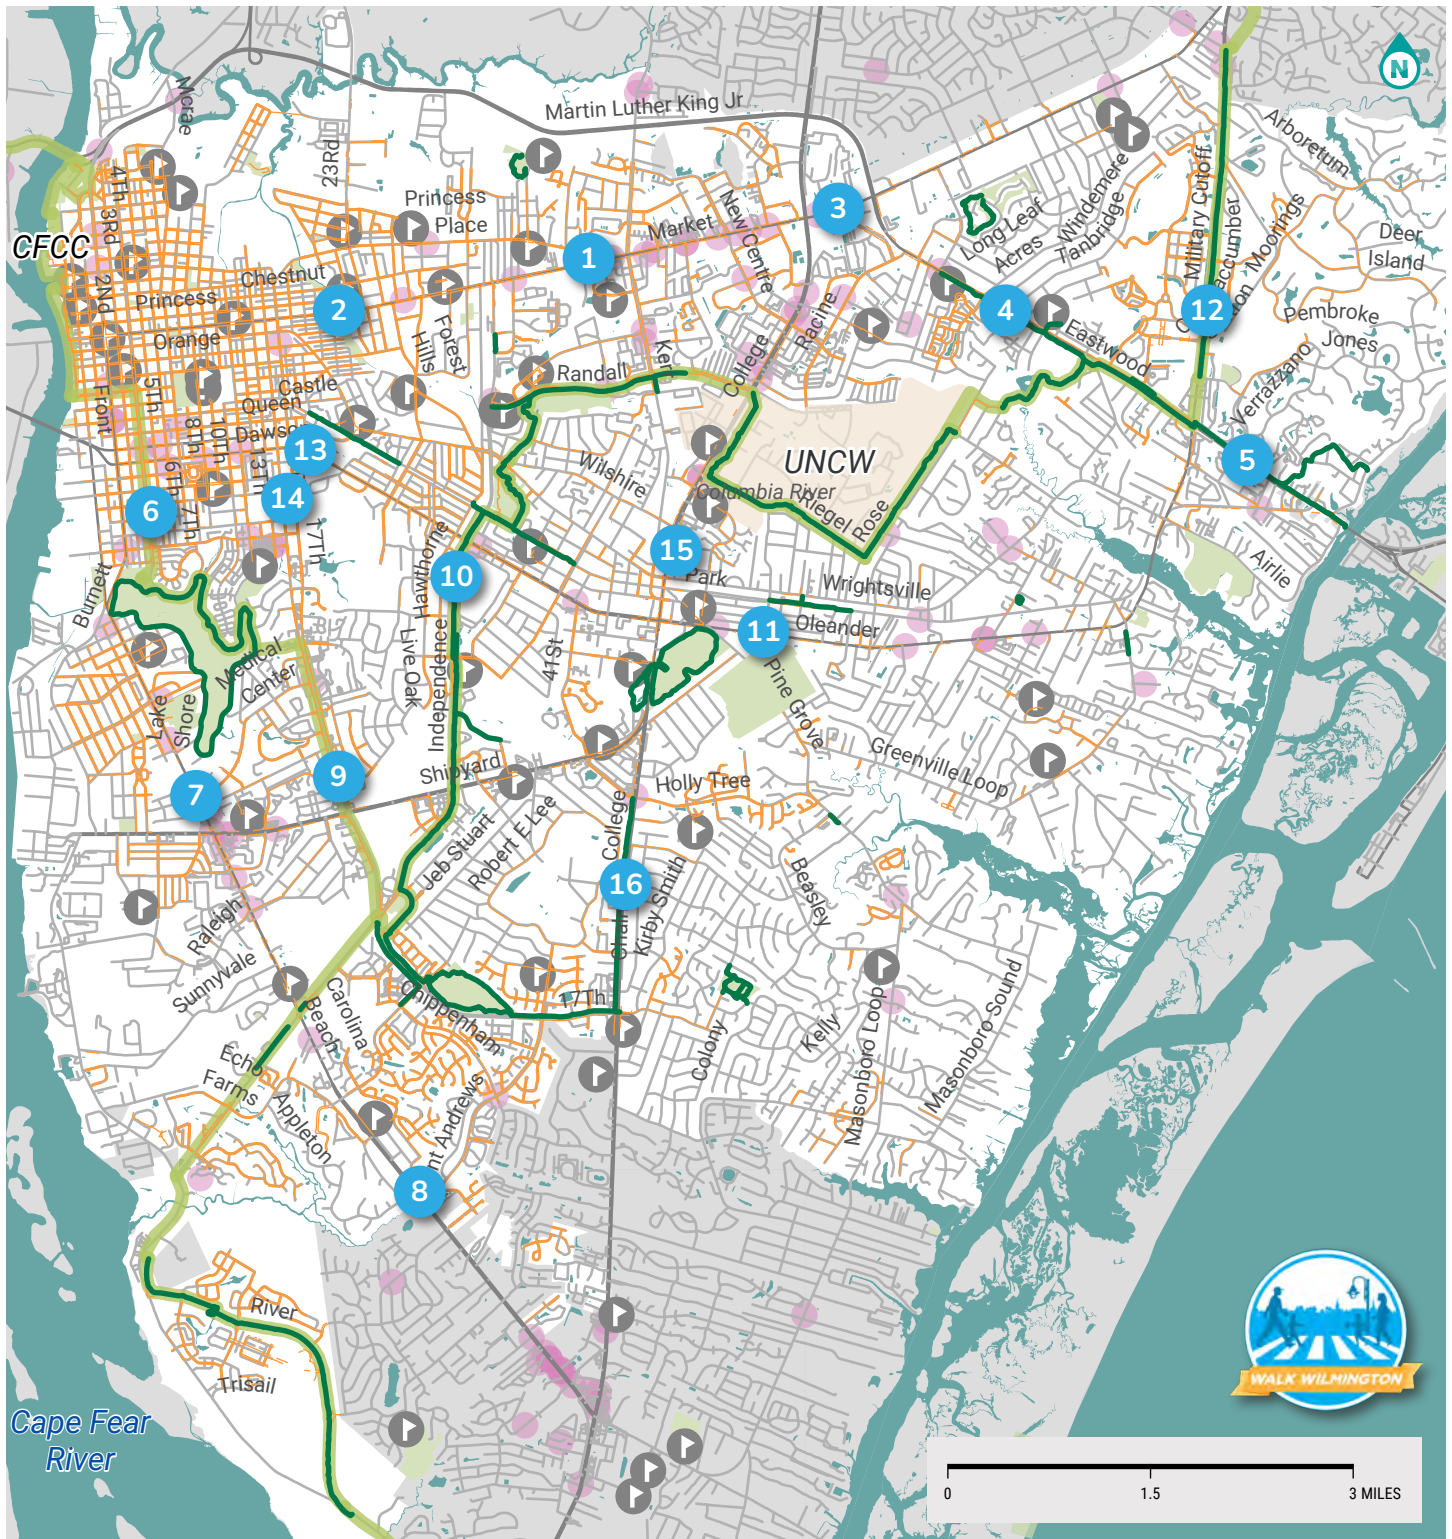 N
Martin Luther King Jr
Mcrae
Arboretum
4Th
3Rd
23Rd
Princess
Place
Market
New Centre
3
Long Leaf
Acres
Windemere
Tanbridge
Military Cutoff
Moorings
Deer
Island
CFCC
2Nd
Chestnut
Princess
Orange
1
2
Racine
4
12
Pembroke
Jones
Forest
Hills
Front
5Th
Castle
Queen
Dawson
Randall
Kerr
College
Eastwood
Verrazzano
8Th
10Th
13Th
13
6Th
7Th
14
6
17Th
Wilshire
UNCW
Columbia River
Riegel
Rose
5
Airlie
Burnett
Hawthorne
10
15
Park
Wrightsville
11
Oleander
Medical
Center
Lake
Shore
Live Oak
Independence
41St
Pine Grove
7
9
Shipyard
Holly Tree
Greenville Loop
Jeb Stuart
Robert E Lee
College
16
Kirby Smith
Beasley
Raleigh
Sunnyvale
Carolina
Beach
Chippenham
17Th
Colony
Kelly
Masonboro Loop
Masonboro Sound
Echo
Farms
Appleton
8
River
Trisail
Cape Fear
River
WALK WILMINGTON
0
1.5
3 MILES